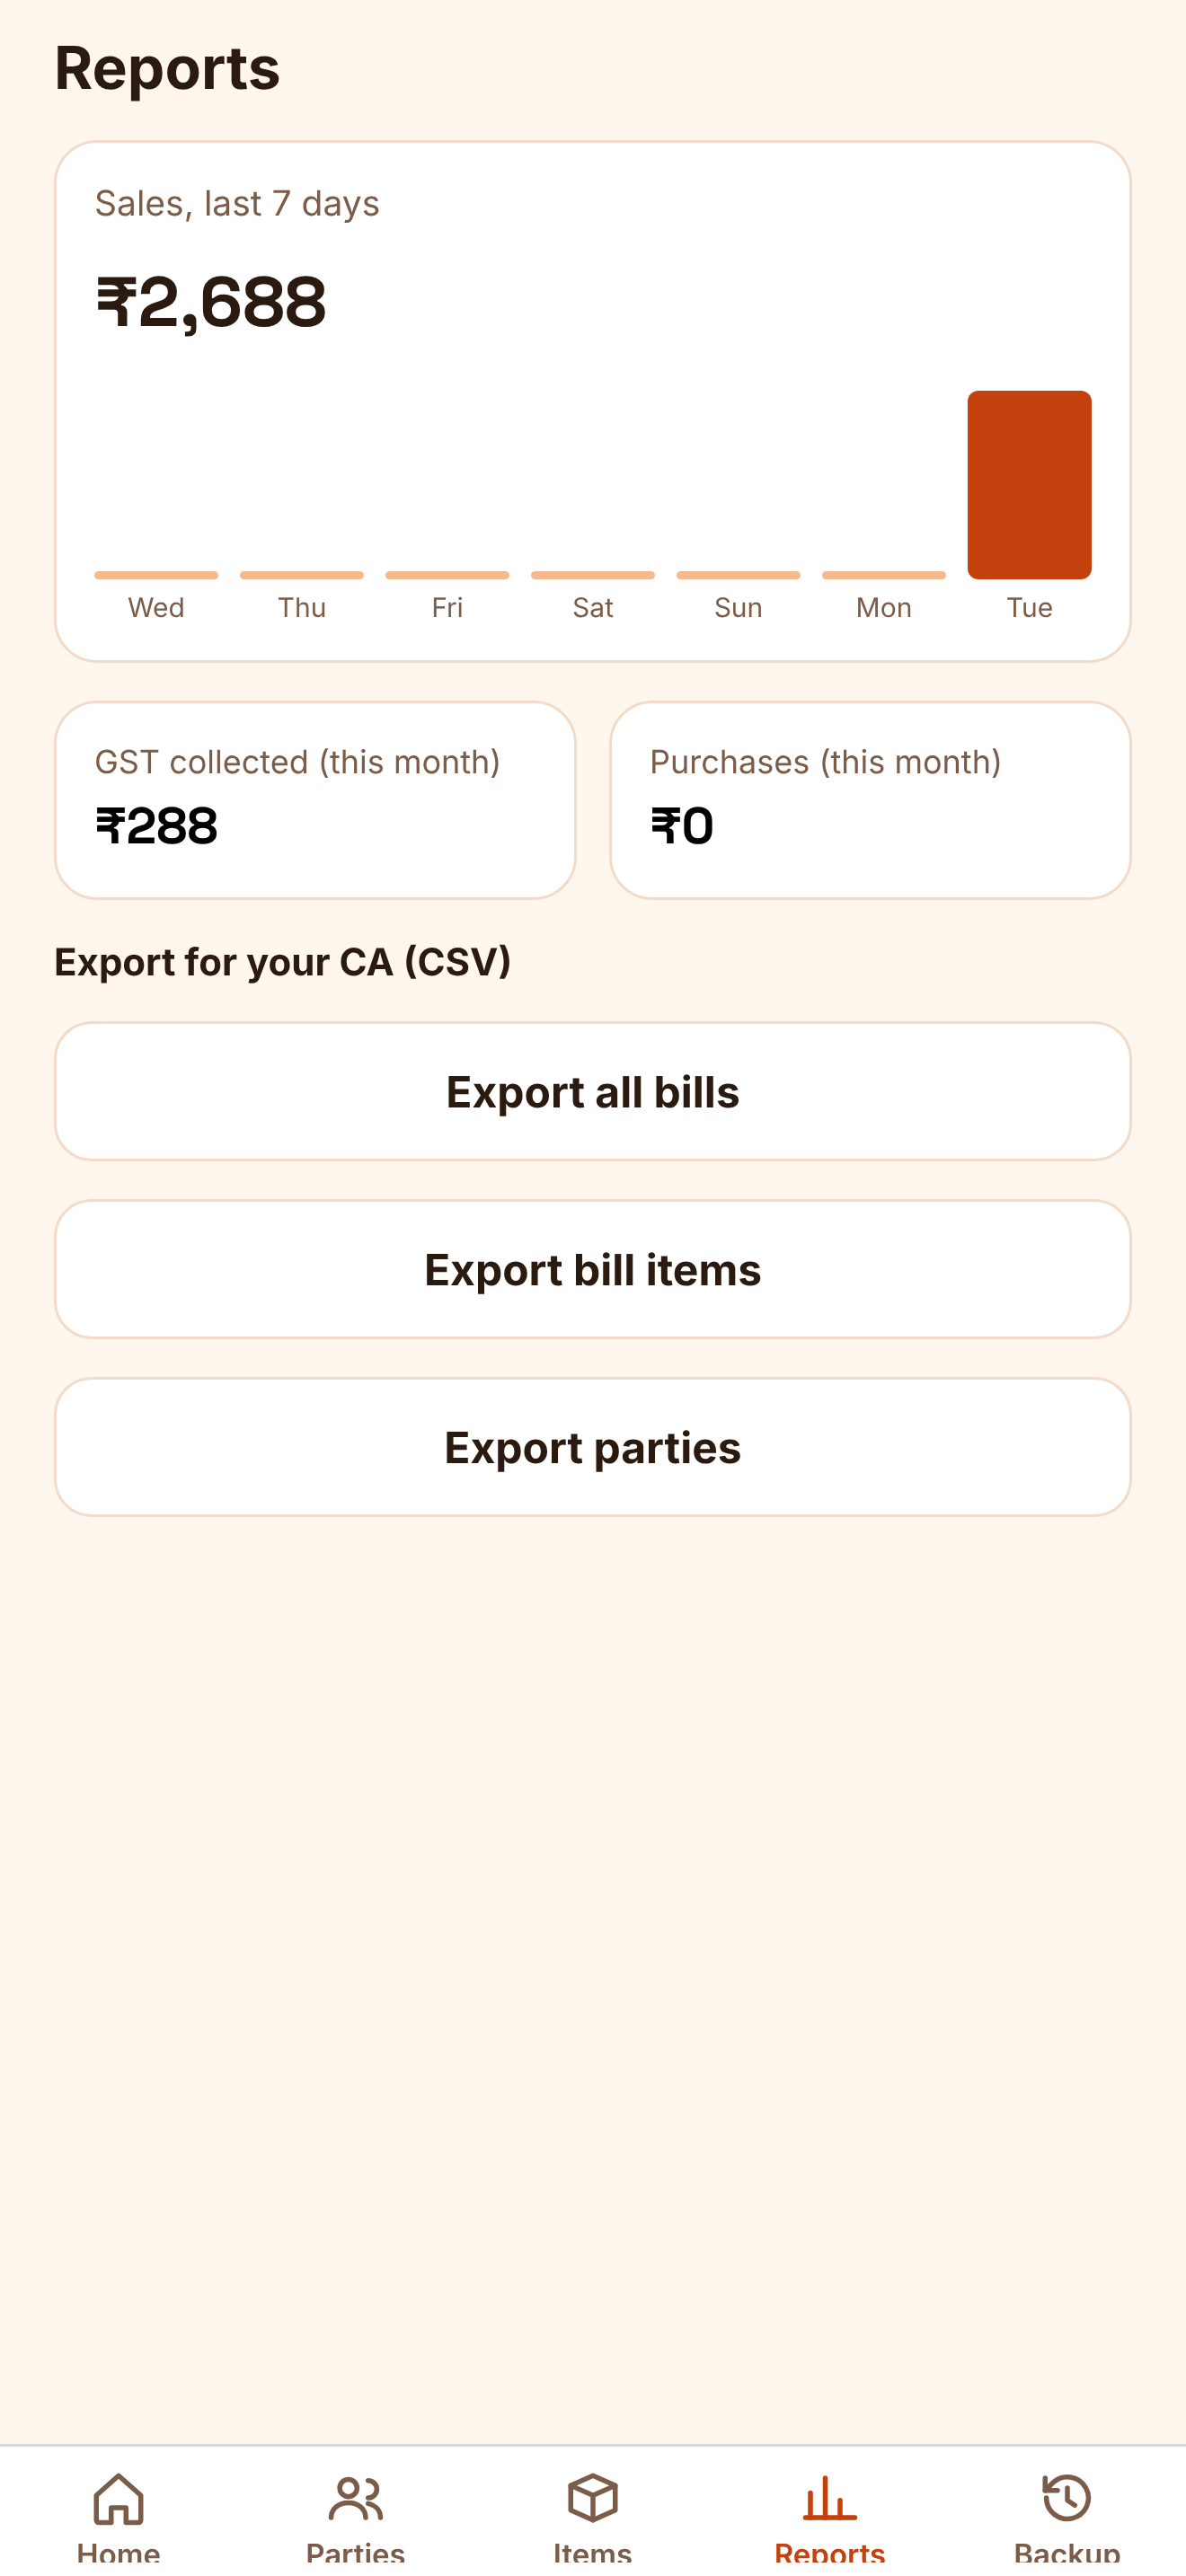 Reports
Sales, last 7 days
₹2,688
Wed Thu Fri Sat Sun Mon Tue
GST collected (this month)
₹288
Purchases (this month)
₹0
Export for your CA (CSV)
Export all bills
Export bill items
Export parties
Home Parties Items Reports Backup